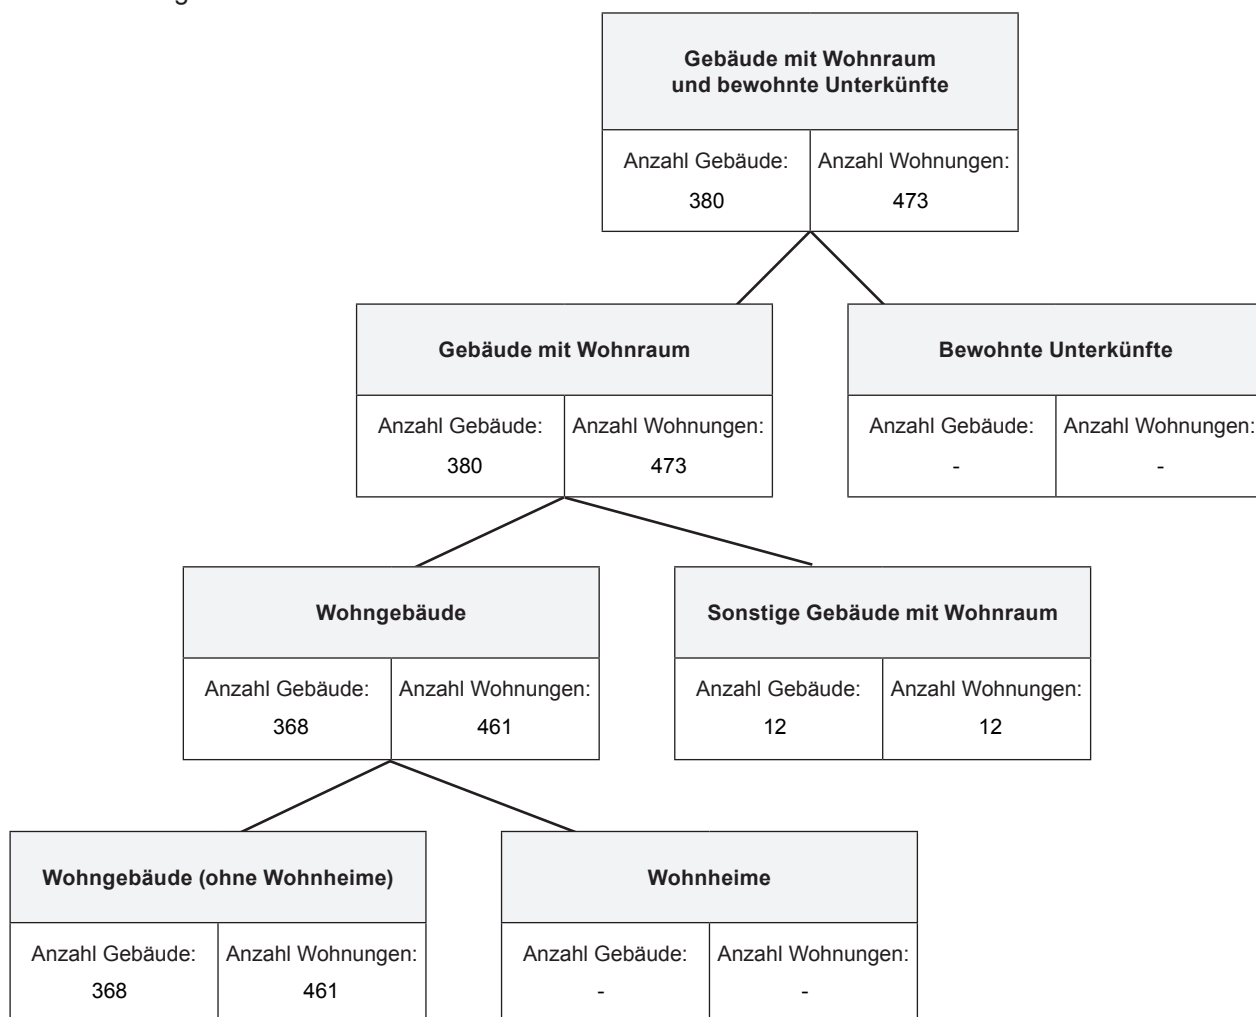 Gebäude mit Wohnraum
und bewohnte Unterkünfte
Anzahl Gebäude: Anzahl Wohnungen:
380 473
Gebäude mit Wohnraum
Bewohnte Unterkünfte
Anzahl Gebäude: Anzahl Wohnungen:
380 473
Anzahl Gebäude: Anzahl Wohnungen:
- -
Wohngebäude
Sonstige Gebäude mit Wohnraum
Anzahl Gebäude: Anzahl Wohnungen:
368 461
Anzahl Gebäude: Anzahl Wohnungen:
12 12
Wohngebäude (ohne Wohnheime)
Wohnheime
Anzahl Gebäude: Anzahl Wohnungen:
368 461
Anzahl Gebäude: Anzahl Wohnungen:
- -